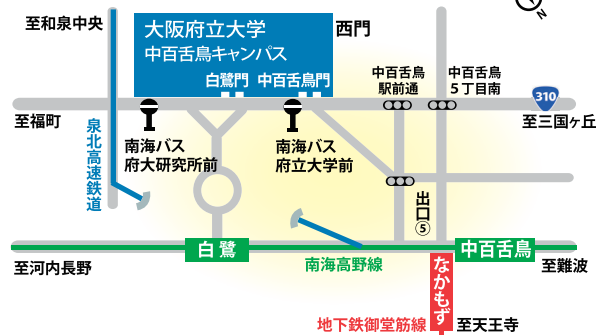 N
至和泉中央
大阪府立大学
中百舌鳥キャンパス
西門
白鷺門
中百舌鳥門
中百舌鳥
駅前通
中百舌鳥
5丁目南
310
至福町
至三国ヶ丘
泉北高速鉄道
南海バス
府大研究所前
南海バス
府立大学前
出口⑤
白鷺
中百舌鳥
至河内長野
南海高野線
至難波
なかもず
地下鉄御堂筋線
至天王寺